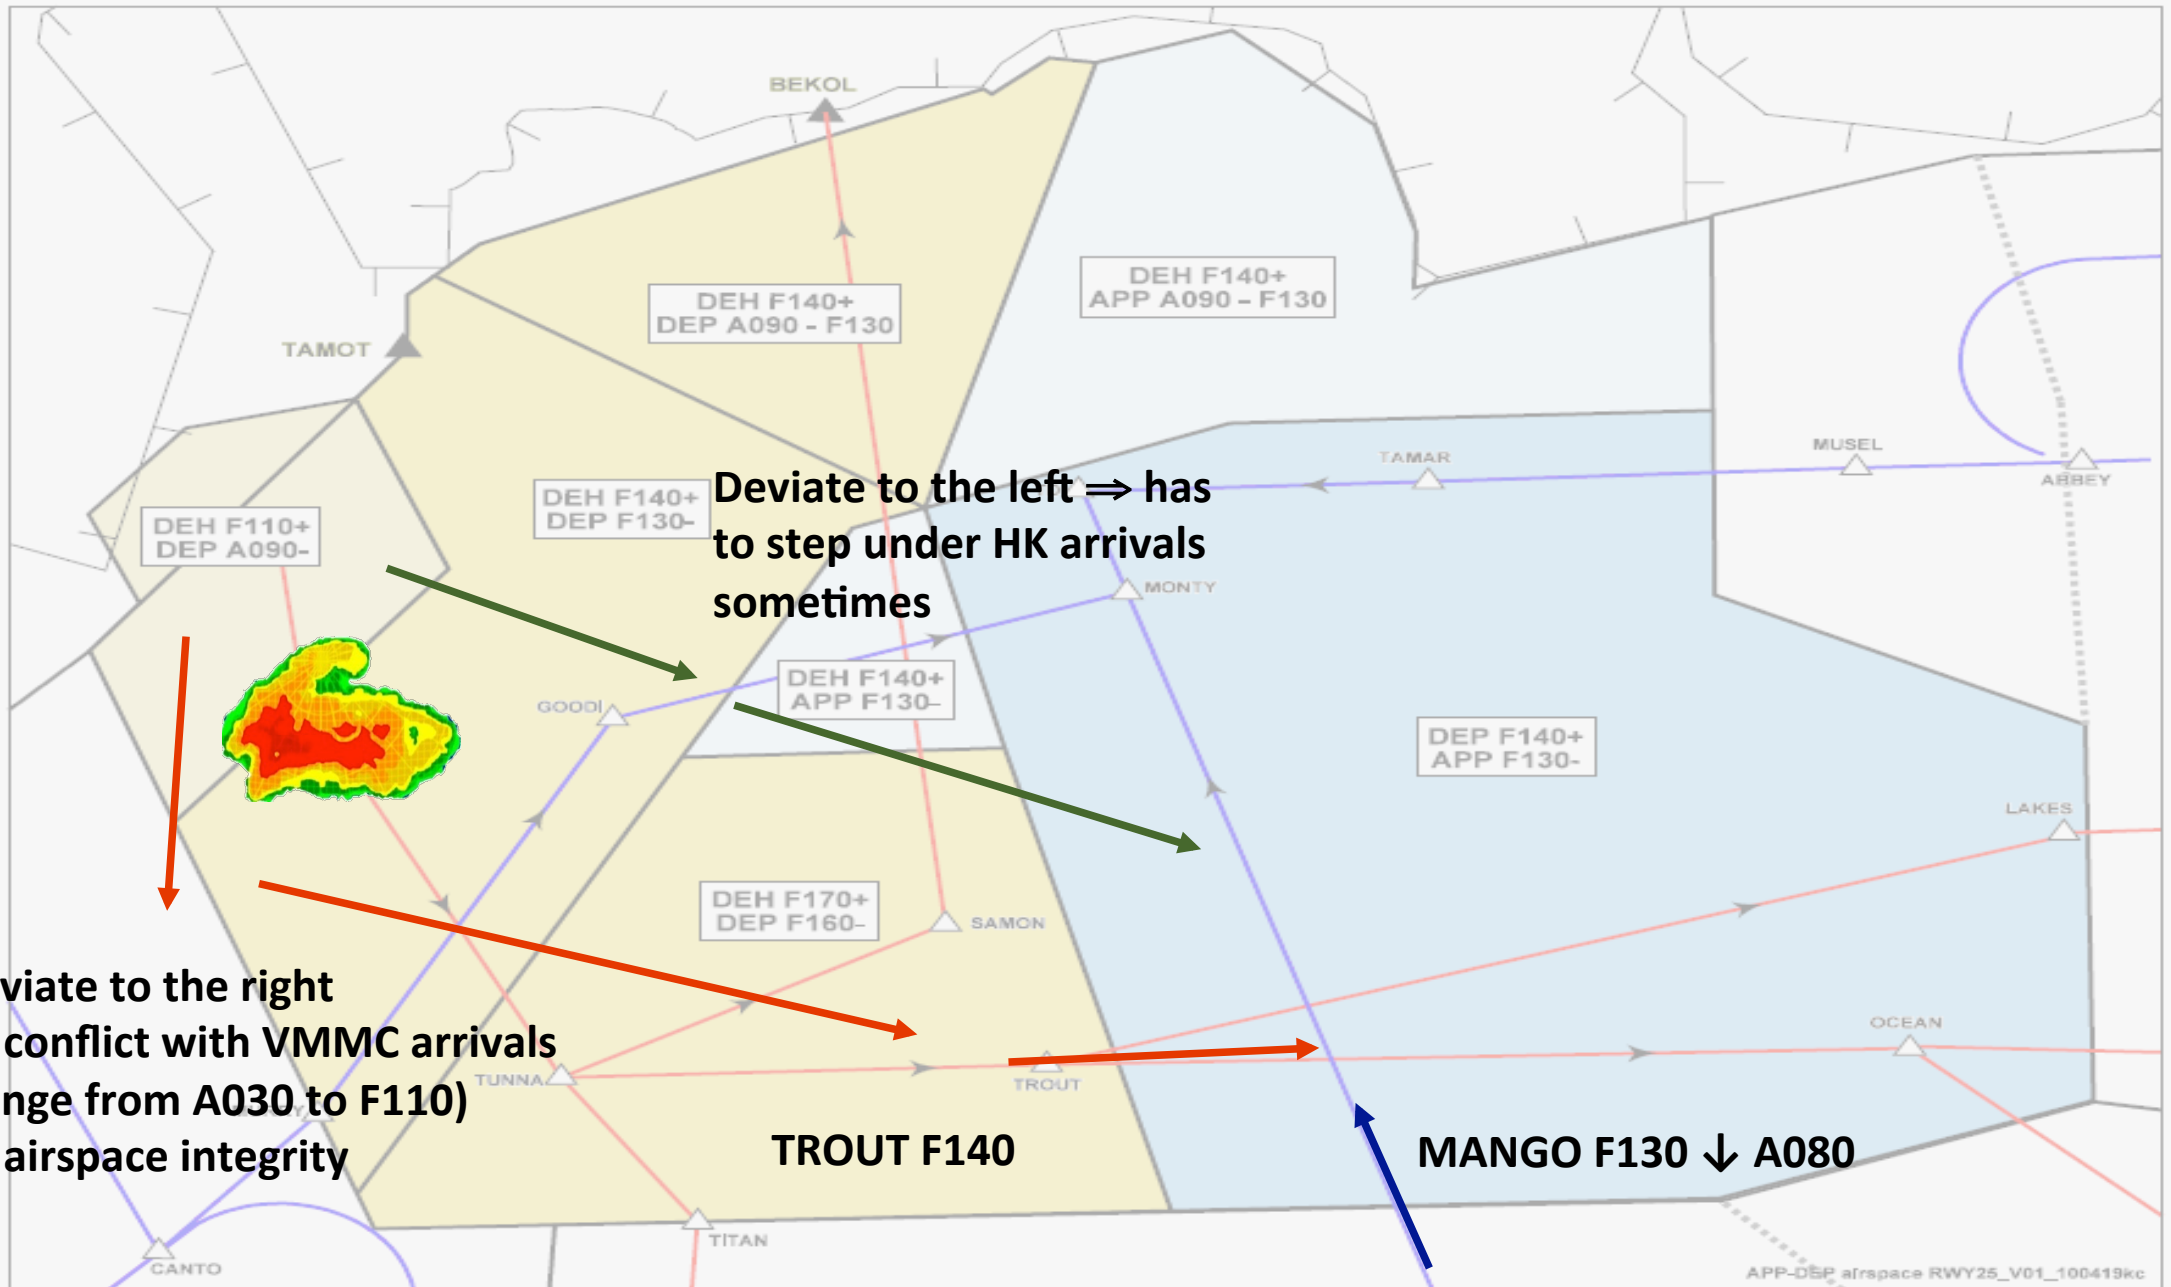 BEKOL
DEH F140+
DEP A090 - F130
DEH F140+
APP A090 - F130
TAMOT
TAMAR
MUSEL
ABBEY
DEH F110+
DEP A090-
DEH F140+
DEP F130-
Deviate to the left ⇒ has
to step under HK arrivals
sometimes
MONTY
GOODI
DEH F140+
APP F130-
DEP F140+
APP F130-
LAKES
DEH F170+
DEP F160-
SAMON
viate to the right
conflict with VMMC arrivals
nge from A030 to F110)
airspace integrity
TUNNA
TROUT
OCEAN
TROUT F140
MANGO F130 ↓ A080
TITAN
CANTO
APP-DEP airspace RWY25_V01_100419kc